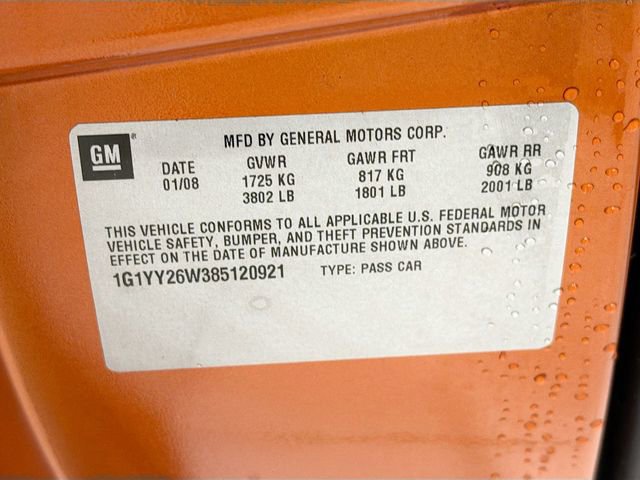 GM
MFD BY GENERAL MOTORS CORP.
DATE GVWR GAWR FRT GAWR RR
01/08 1725 KG 817 KG 908 KG
3802 LB 1801 LB 2001 LB
THIS VEHICLE CONFORMS TO ALL APPLICABLE U.S. FEDERAL MOTOR
VEHICLE SAFETY, BUMPER, AND THEFT PREVENTION STANDARDS IN
EFFECT ON THE DATE OF MANUFACTURE SHOWN ABOVE.
1G1YY26W385120921 TYPE: PASS CAR